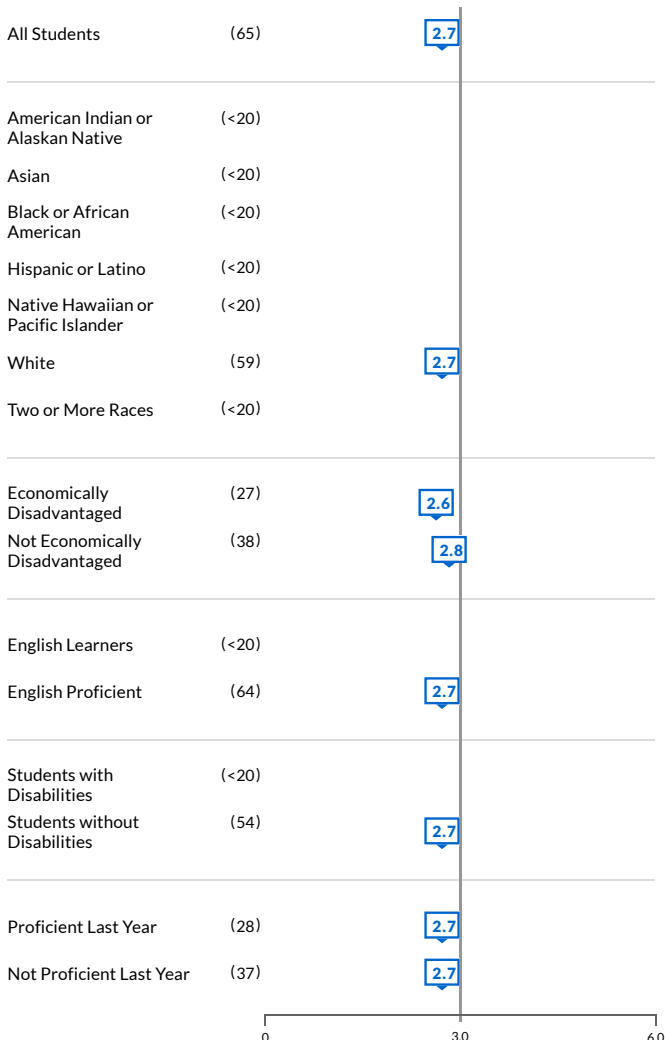 All Students (65) 2.7
American Indian or (<20)
Alaskan Native
Asian (<20)
Black or African (<20)
American
Hispanic or Latino (<20)
Native Hawaiian or (<20)
Pacific Islander
White (59) 2.7
Two or More Races (<20)
Economically (27) 2.6
Disadvantaged
Not Economically (38) 2.8
Disadvantaged
English Learners (<20)
English Proficient (64) 2.7
Students with (<20)
Disabilities
Students without (54) 2.7
Disabilities
Proficient Last Year (28) 2.7
Not Proficient Last Year (37) 2.7
0 3.0 6.0